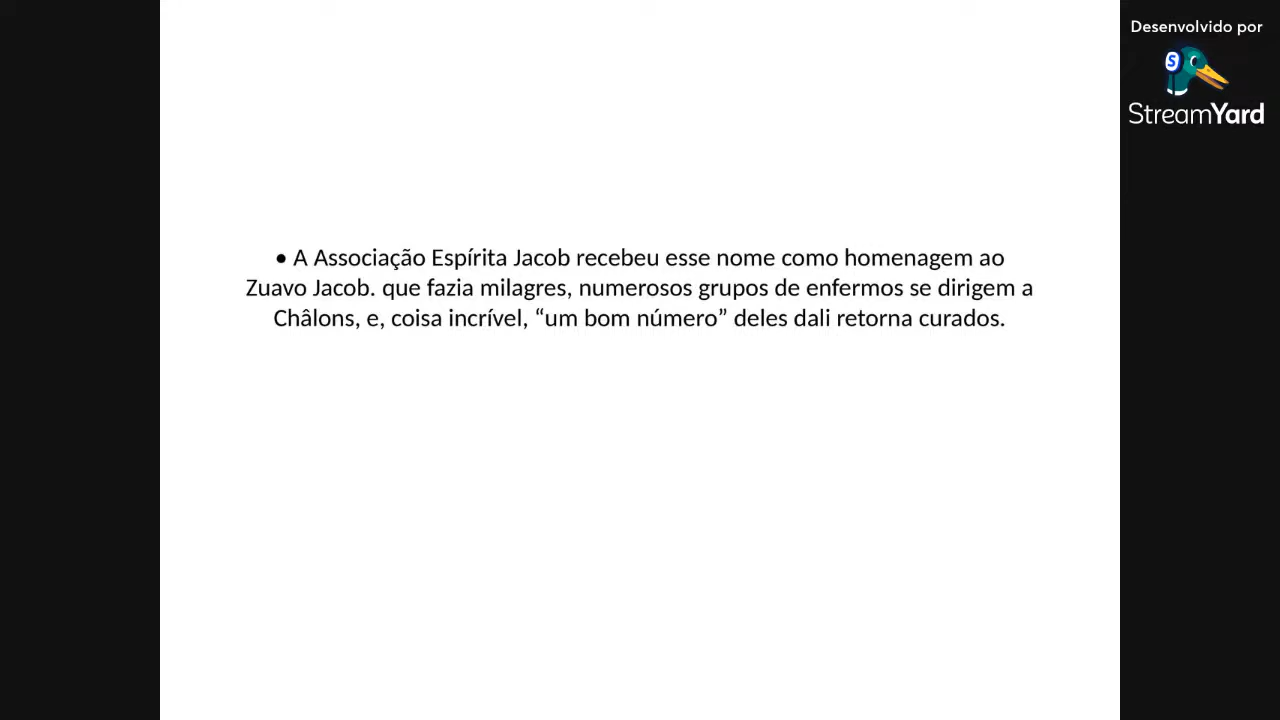 Desenvolvido por
S
StreamYard
• A Associação Espírita Jacob recebeu esse nome como homenagem ao
Zuavo Jacob. que fazia milagres, numerosos grupos de enfermos se dirigem a
Châlons, e, coisa incrível, “um bom número” deles dali retorna curados.